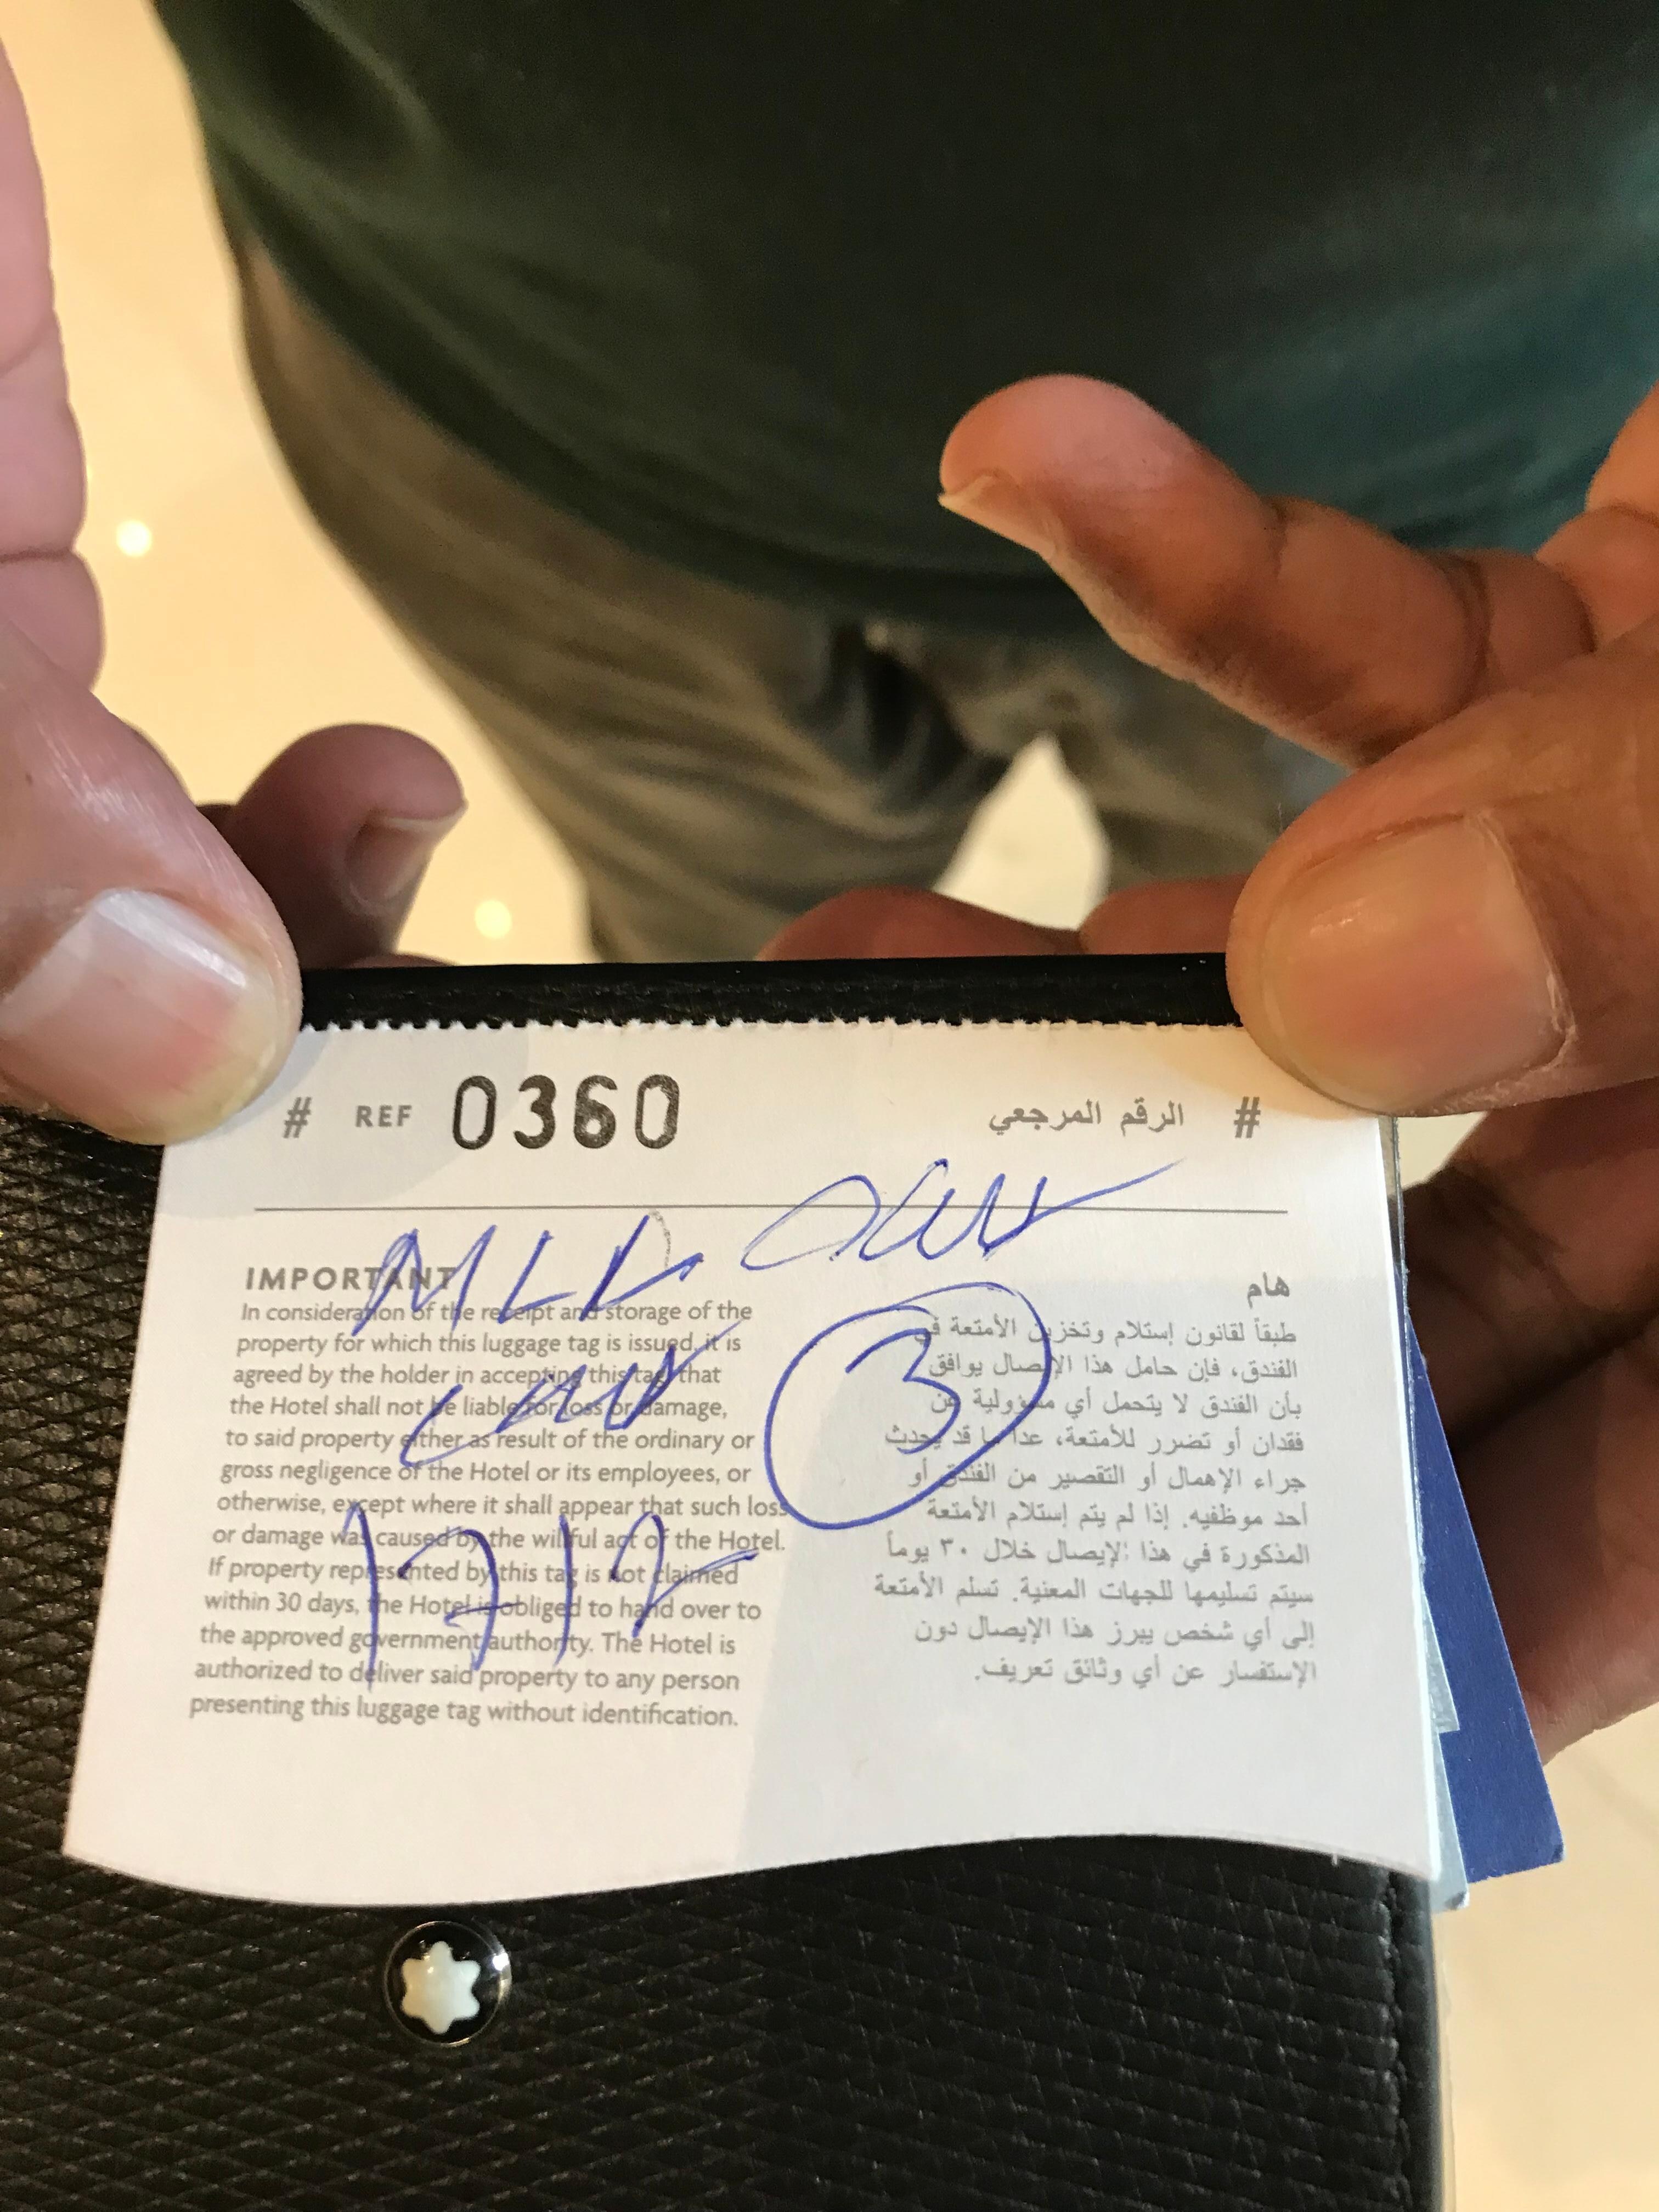 # REF 0360
# الرقم المرجعي
IMPORTANT
In consideration of the receipt and storage of the
property for which this luggage tag is issued, it is
agreed by the holder in accepting this tag that
the Hotel shall not be liable for loss or damage,
to said property either as result of the ordinary or
gross negligence of the Hotel or its employees, or
otherwise, except where it shall appear that such loss
or damage was caused by the willful act of the Hotel.
If property represented by this tag is not claimed
within 30 days, the Hotel is obliged to hand over to
the approved government authority. The Hotel is
authorized to deliver said property to any person
presenting this luggage tag without identification.
هام
طبقاً لقانون إستلام وتخزين الأمتعة في
الفندق، فإن حامل هذا الإيصال يوافق
بأن الفندق لا يتحمل أي مسؤولية عن
فقدان أو تضرر للأمتعة، عدا ما قد يحدث
جراء الإهمال أو التقصير من الفندق أو
أحد موظفيه. إذا لم يتم إستلام الأمتعة
المذكورة في هذا الإيصال خلال ٣٠ يوماً
سيتم تسليمها للجهات المعنية. تسلم الأمتعة
إلى أي شخص يبرز هذا الإيصال دون
الإستفسار عن أي وثائق تعريف.
3